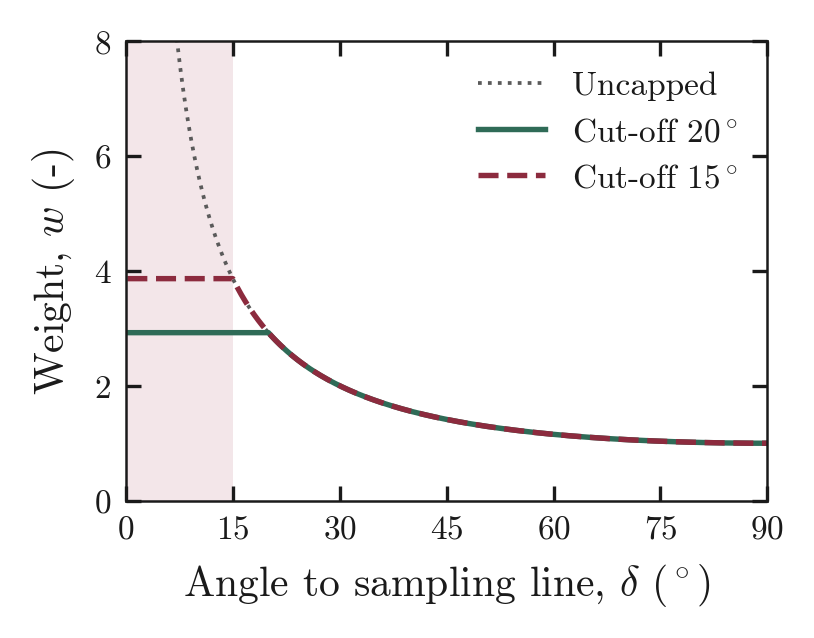 8
6
4
2
0
Weight, w (-)
Uncapped
Cut-off 20°
Cut-off 15°
0 15 30 45 60 75 90
Angle to sampling line, δ (°)